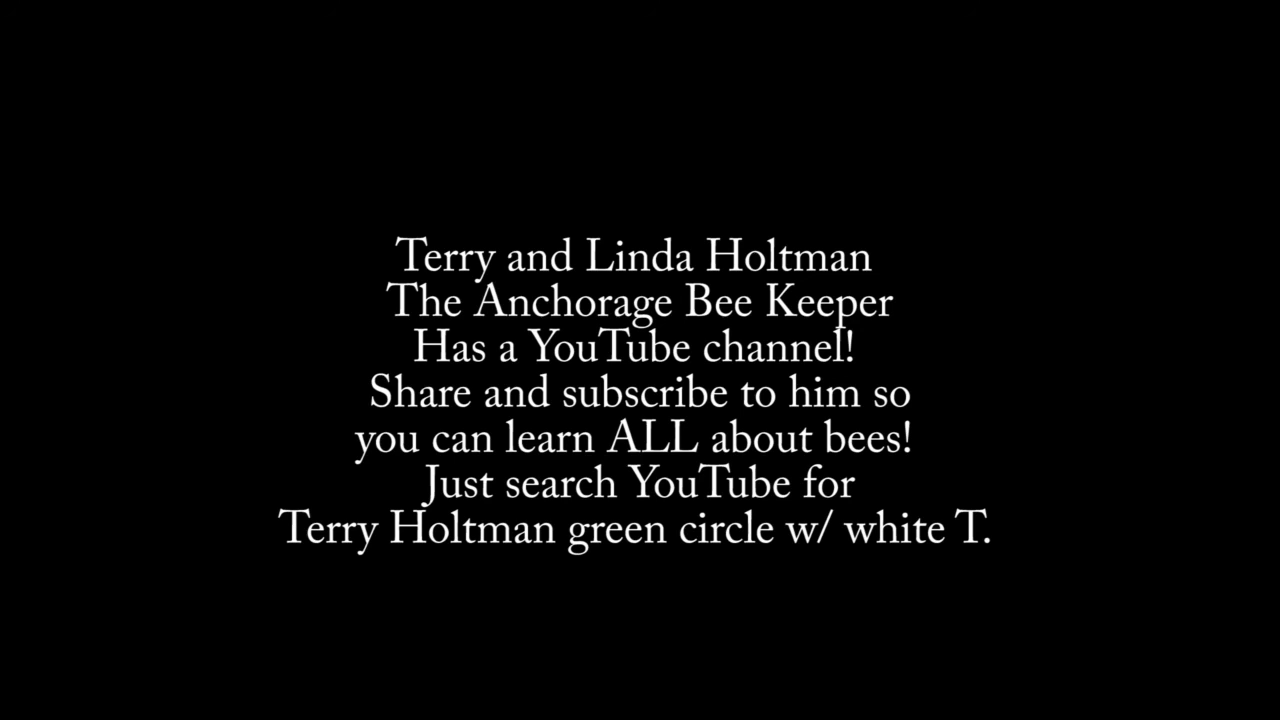 Terry and Linda Holtman
The Anchorage Bee Keeper
Has a YouTube channel!
Share and subscribe to him so
you can learn ALL about bees!
Just search YouTube for
Terry Holtman green circle w/ white T.